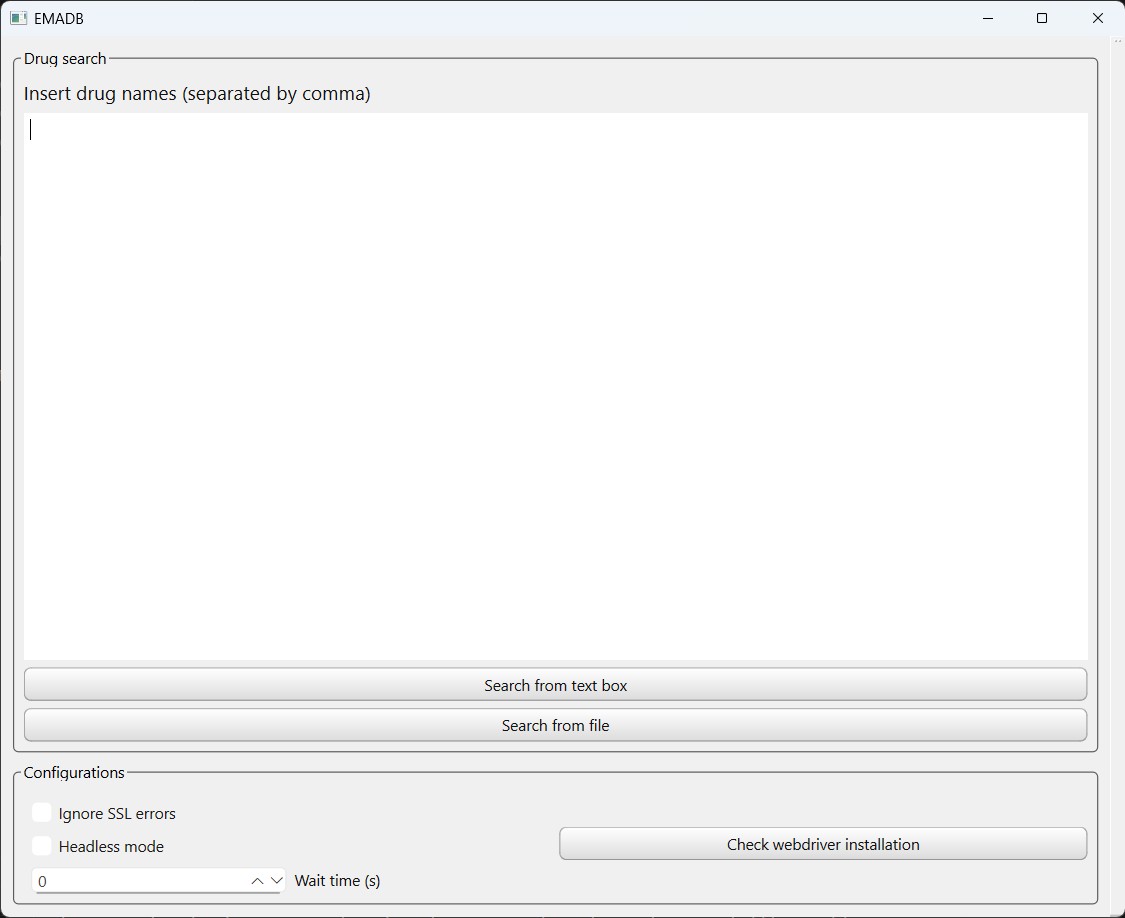 EMADB
Drug search
Insert drug names (separated by comma)
Search from text box
Search from file
Configurations
Ignore SSL errors
Headless mode
Check webdriver installation
0
Wait time (s)